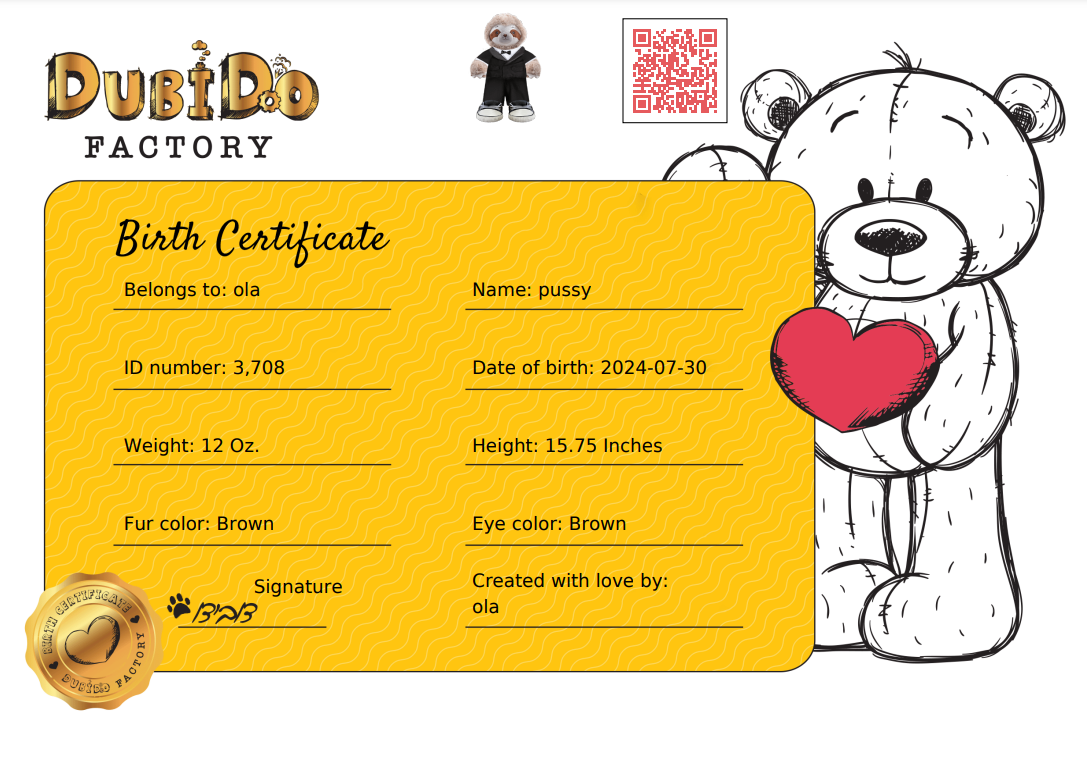 DUBiDO
FACTORY
Birth Certificate
Belongs to: ola
Name: pussy
ID number: 3,708
Date of birth: 2024-07-30
Weight: 12 Oz.
Height: 15.75 Inches
Fur color: Brown
Eye color: Brown
Signature
דובידו
Created with love by:
ola
BIRTH CERTIFICATE
DUBiDO FACTORY